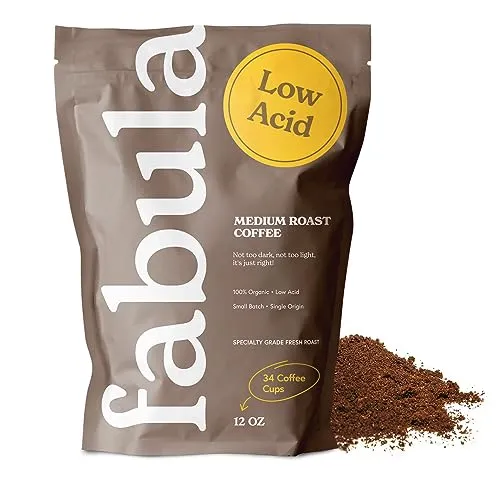 fabula
Low
Acid
MEDIUM ROAST
COFFEE
Not too dark, not too light,
it's just right!
100% Organic • Low Acid
Small Batch • Single Origin
SPECIALTY GRADE FRESH ROAST
34 Coffee
Cups
12 OZ